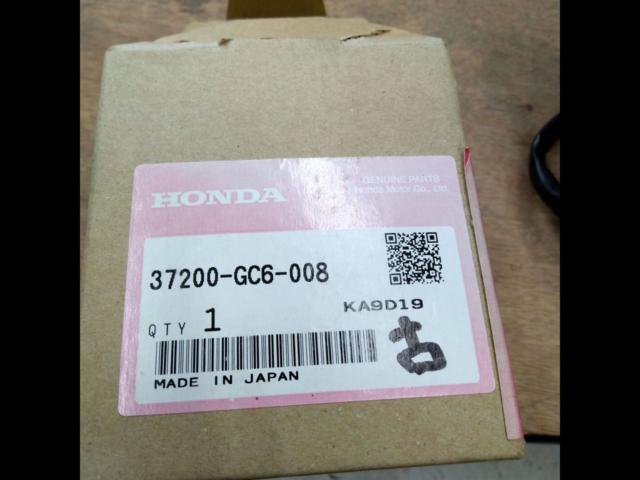 HONDA
GENUINE PARTS
Honda Motor Co., Ltd.
37200-GC6-008
KA9D19
QTY 1
古
MADE IN JAPAN